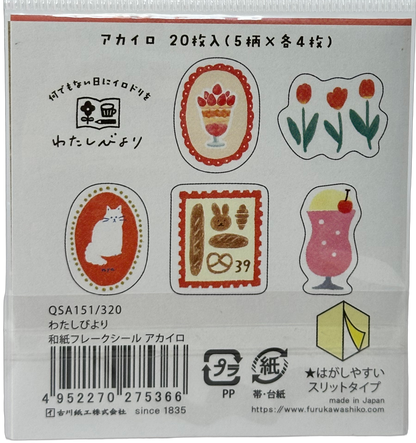 アカイロ 20枚入(5柄×各4枚)
何でもない日にイロドリを
わたしびより
39
QSA151/320
わたしびより
和紙フレークシール アカイロ
4 952270 275366
古川紙工株式会社 since 1835
プラ
PP
紙
帯・台紙
★はがしやすい
スリットタイプ
made in Japan
https://www.furukawashiko.com